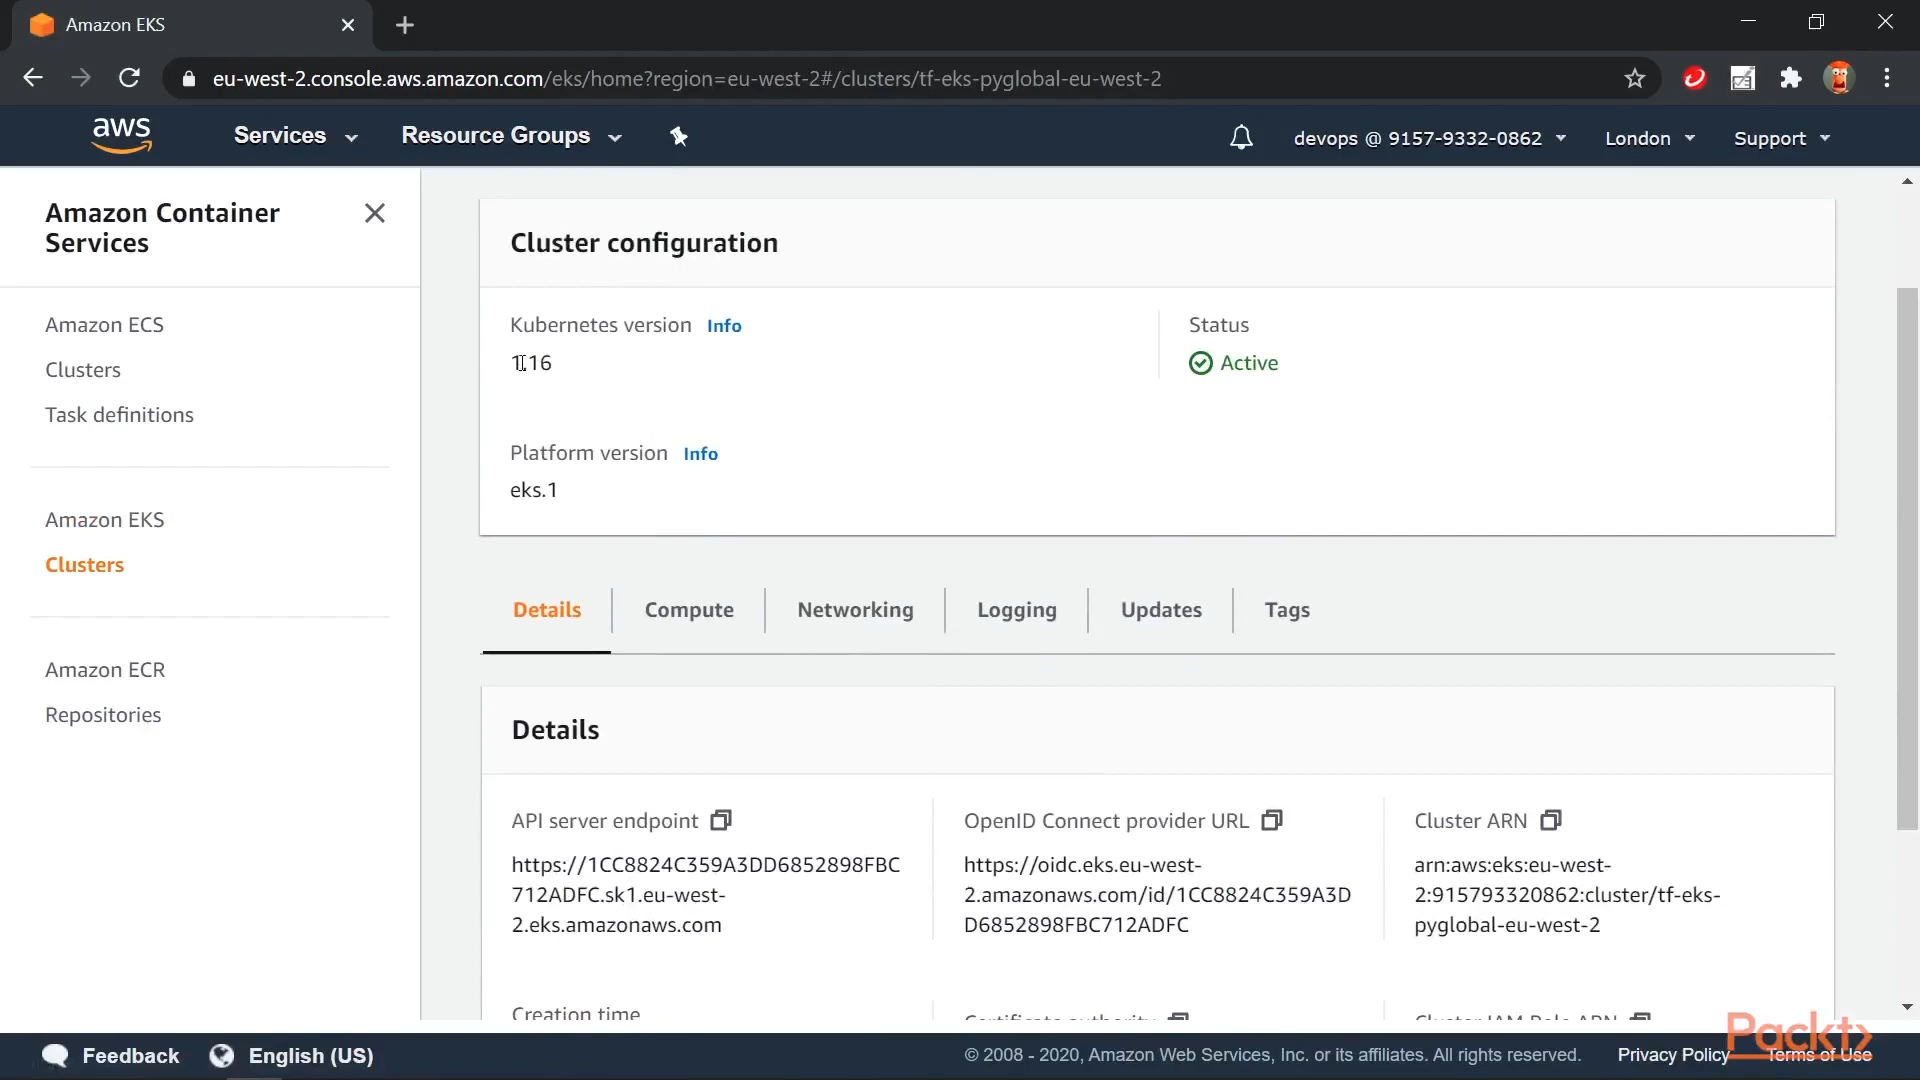 Amazon EKS
eu-west-2.console.aws.amazon.com/eks/home?region=eu-west-2#/clusters/tf-eks-pyglobal-eu-west-2
aws
Services
Resource Groups
devops @ 9157-9332-0862
London
Support
Amazon Container
Services
Amazon ECS
Clusters
Task definitions
Amazon EKS
Clusters
Amazon ECR
Repositories
Cluster configuration
Kubernetes version Info
1.16
Status
Active
Platform version Info
eks.1
Details
Compute
Networking
Logging
Updates
Tags
Details
API server endpoint
https://1CC8824C359A3DD6852898FBC
712ADFC.sk1.eu-west-
2.eks.amazonaws.com
OpenID Connect provider URL
https://oidc.eks.eu-west-
2.amazonaws.com/id/1CC8824C359A3D
D6852898FBC712ADFC
Cluster ARN
arn:aws:eks:eu-west-
2:915793320862:cluster/tf-eks-
pyglobal-eu-west-2
Creation time
Certificate authority
Cluster IAM Role ARN
Packt>
Feedback
English (US)
© 2008 - 2020, Amazon Web Services, Inc. or its affiliates. All rights reserved.
Privacy Policy
Terms of Use